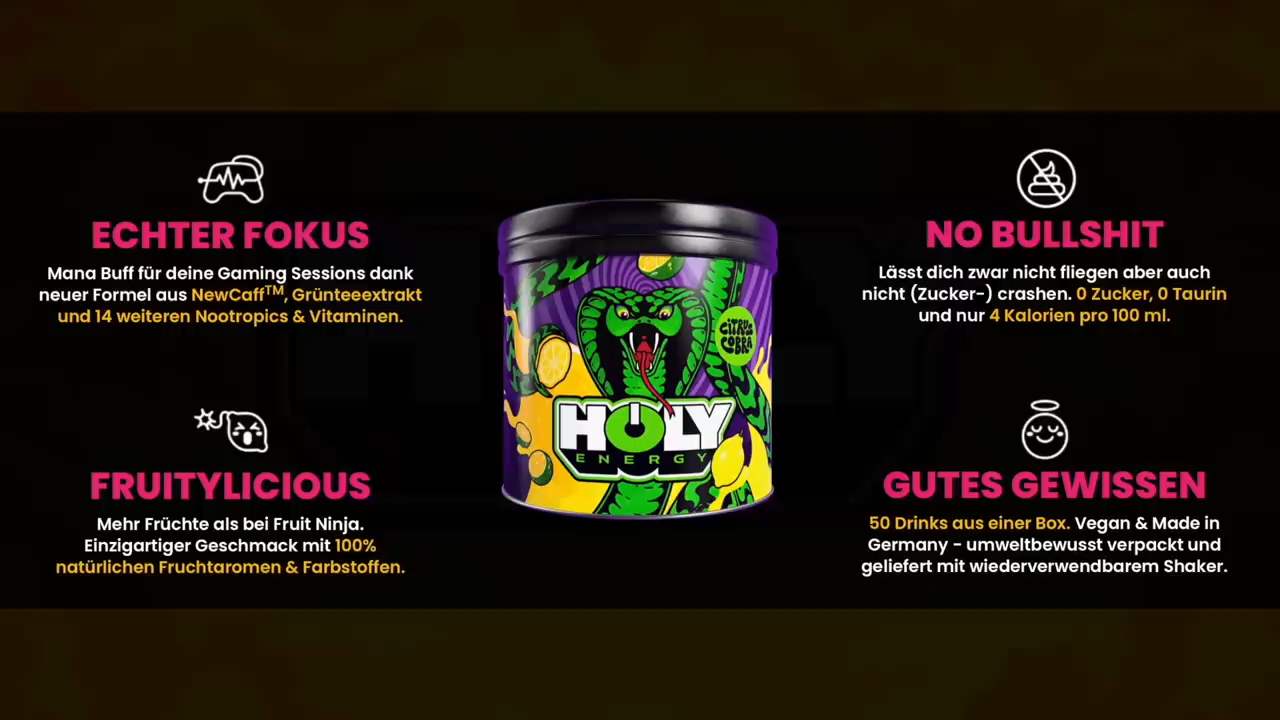 ECHTER FOKUS
Mana Buff für deine Gaming Sessions dank
neuer Formel aus NewCaff™, Grünteeextrakt
und 14 weiteren Nootropics & Vitaminen.
FRUITYLICIOUS
Mehr Früchte als bei Fruit Ninja.
Einzigartiger Geschmack mit 100%
natürlichen Fruchtaromen & Farbstoffen.
CITRUS
COBRA
HOLY
ENERGY
NO BULLSHIT
Lässt dich zwar nicht fliegen aber auch
nicht (Zucker-) crashen. 0 Zucker, 0 Taurin
und nur 4 Kalorien pro 100 ml.
GUTES GEWISSEN
50 Drinks aus einer Box. Vegan & Made in
Germany - umweltbewusst verpackt und
geliefert mit wiederverwendbarem Shaker.